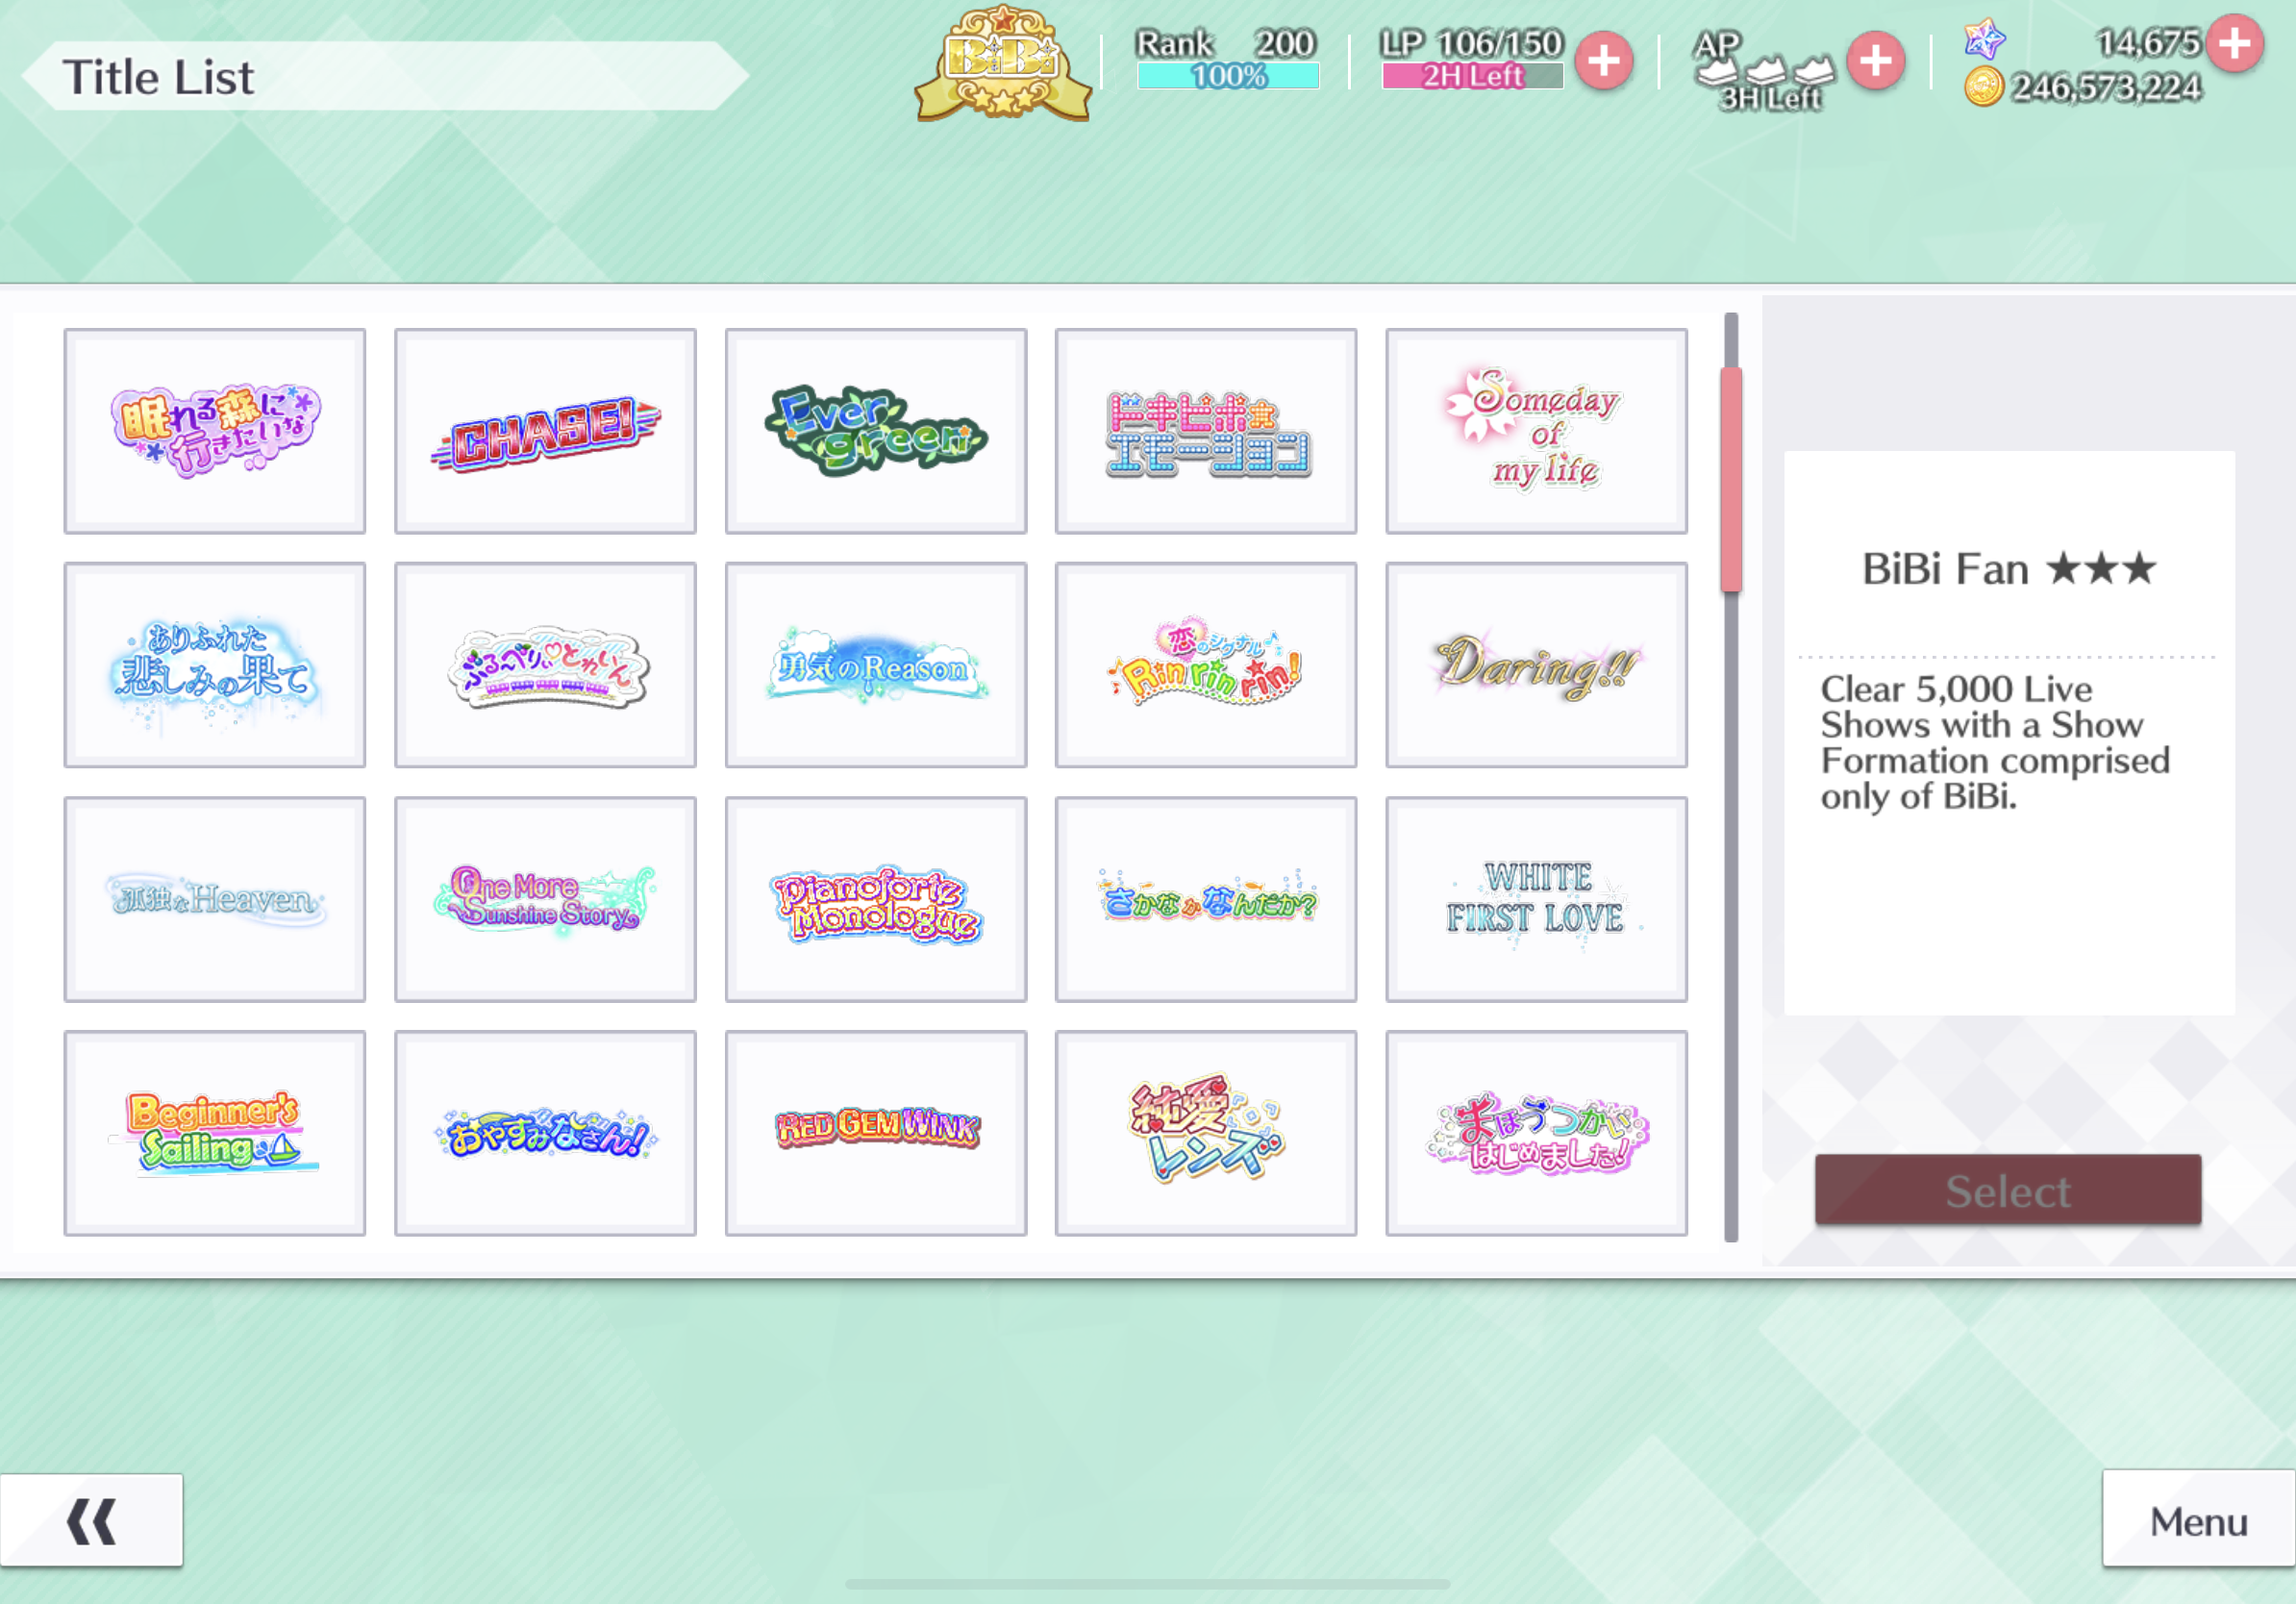 Title List
BiBi
Rank 200
100%
LP 106/150
2H Left
AP
3H Left
14,675
246,573,224
眠れる森に
行きたいな
CHASE!
Ever
green
ドキピポ☆
エモーション
Someday
of
my life
ありふれた
悲しみの果て
ぶる〜べりぃ♡とれいん
勇気のReason
恋のシグナル
Rin rin rin!
Daring!!
孤独なHeaven
One More
Sunshine Story
Pianoforte
Monologue
さかなかなんだか?
WHITE
FIRST LOVE
Beginner's
Sailing
おやすみなさん!
RED GEM WINK
純愛
レンズ
まほうつかい
はじめました!
BiBi Fan ★★★
Clear 5,000 Live
Shows with a Show
Formation comprised
only of BiBi.
Select
Menu